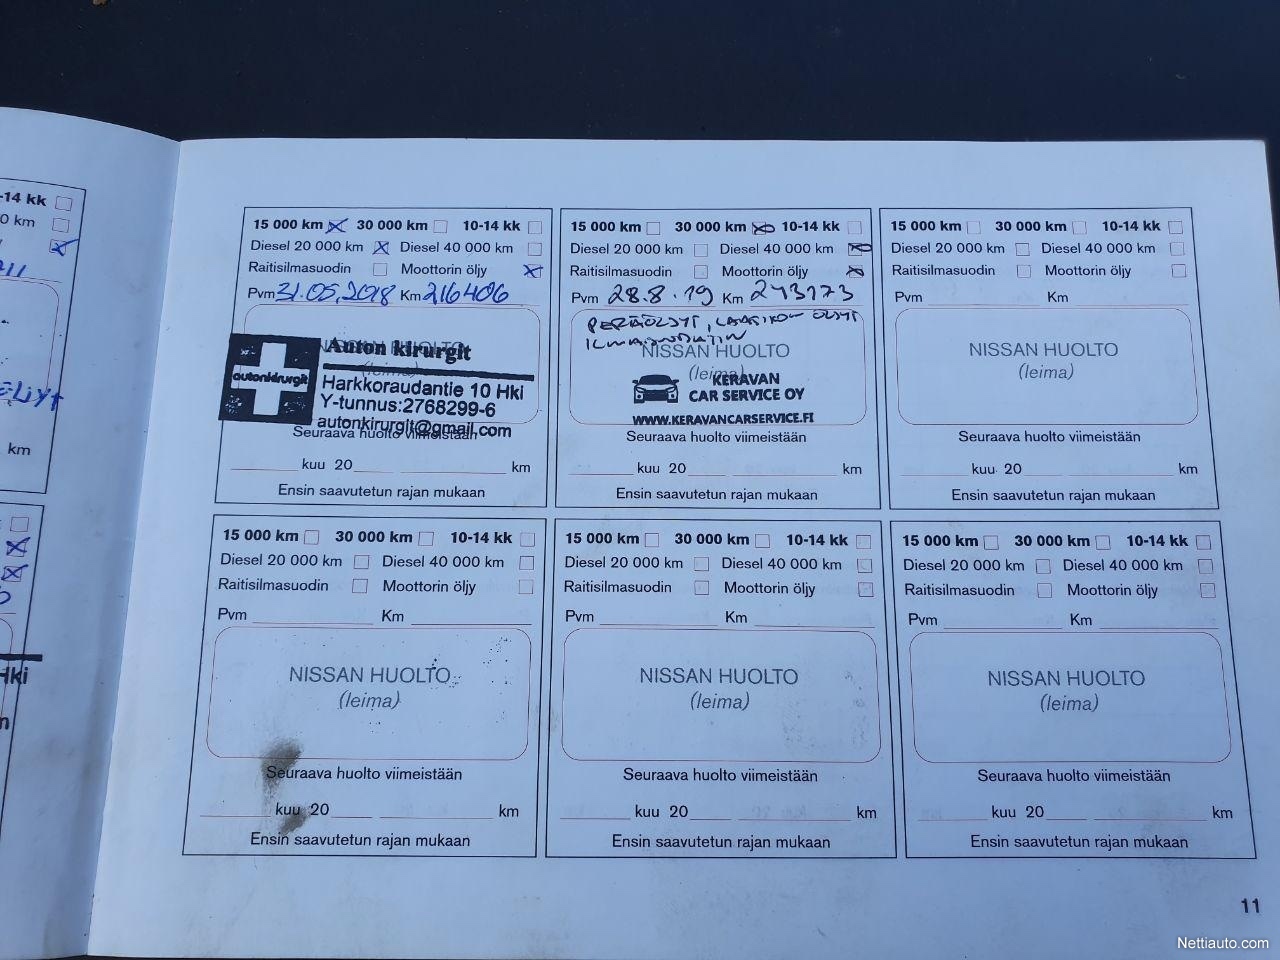 -14 kk
0 km
km
Hki
15 000 km 30 000 km 10-14 kk
Diesel 20 000 km Diesel 40 000 km
Raitisilmasuodin Moottorin öljy
Pvm 31.05.2018 Km 216406
Auton kirurgit
autonkirurgit
Harkkoraudantie 10 Hki
Y-tunnus:2768299-6
autonkirurgit@gmail.com
Seuraava huolto viimeistään
kuu 20 km
Ensin saavutetun rajan mukaan
15 000 km 30 000 km 10-14 kk
Diesel 20 000 km Diesel 40 000 km
Raitisilmasuodin Moottorin öljy
Pvm 28.8.19 Km 243173
PERÄÖLJYT, LAATIKON ÖLJYT
NISSAN HUOLTO
(leima)
KERAVAN
CAR SERVICE OY
WWW.KERAVANCARSERVICE.FI
Seuraava huolto viimeistään
kuu 20 km
Ensin saavutetun rajan mukaan
15 000 km 30 000 km 10-14 kk
Diesel 20 000 km Diesel 40 000 km
Raitisilmasuodin Moottorin öljy
Pvm Km
NISSAN HUOLTO
(leima)
Seuraava huolto viimeistään
kuu 20 km
Ensin saavutetun rajan mukaan
15 000 km 30 000 km 10-14 kk
Diesel 20 000 km Diesel 40 000 km
Raitisilmasuodin Moottorin öljy
Pvm Km
NISSAN HUOLTO
(leima)
Seuraava huolto viimeistään
kuu 20 km
Ensin saavutetun rajan mukaan
15 000 km 30 000 km 10-14 kk
Diesel 20 000 km Diesel 40 000 km
Raitisilmasuodin Moottorin öljy
Pvm Km
NISSAN HUOLTO
(leima)
Seuraava huolto viimeistään
kuu 20 km
Ensin saavutetun rajan mukaan
15 000 km 30 000 km 10-14 kk
Diesel 20 000 km Diesel 40 000 km
Raitisilmasuodin Moottorin öljy
Pvm Km
NISSAN HUOLTO
(leima)
Seuraava huolto viimeistään
kuu 20 km
Ensin saavutetun rajan mukaan
11
Nettiauto.com